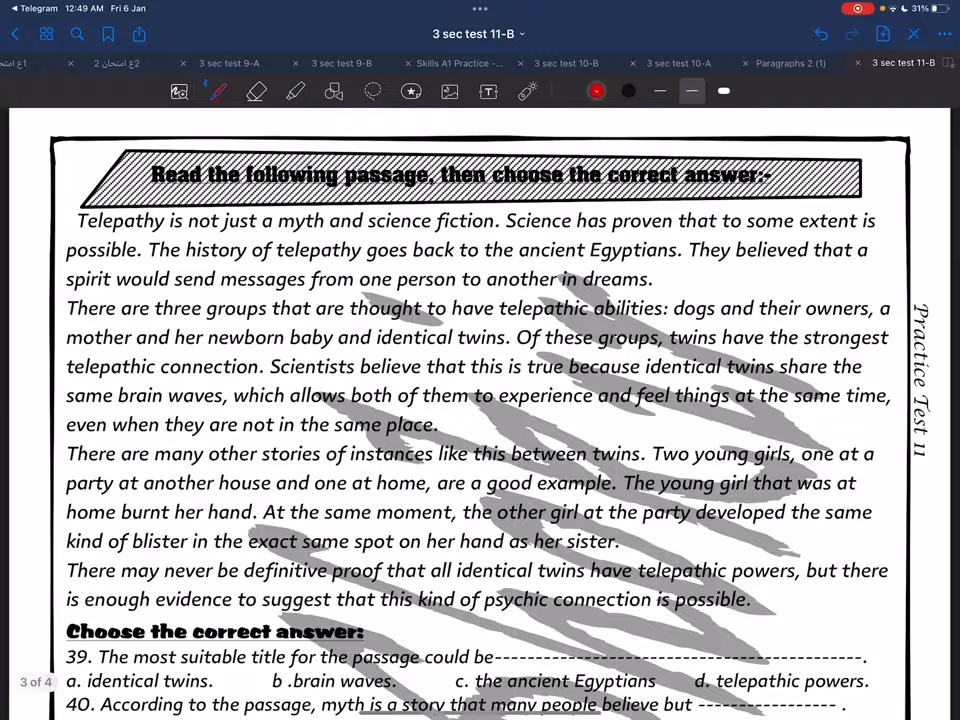 Telegram 12:49 AM Fri 6 Jan 31%
3 sec test 11-B
1ع امتحا 2ع امتحان 2 3 sec test 9-A 3 sec test 9-B Skills A1 Practice -... 3 sec test 10-B 3 sec test 10-A Paragraphs 2 (1) 3 sec test 11-B
Read the following passage, then choose the correct answer:-
Telepathy is not just a myth and science fiction. Science has proven that to some extent is
possible. The history of telepathy goes back to the ancient Egyptians. They believed that a
spirit would send messages from one person to another in dreams.
There are three groups that are thought to have telepathic abilities: dogs and their owners, a
mother and her newborn baby and identical twins. Of these groups, twins have the strongest
telepathic connection. Scientists believe that this is true because identical twins share the
same brain waves, which allows both of them to experience and feel things at the same time,
even when they are not in the same place.
There are many other stories of instances like this between twins. Two young girls, one at a
party at another house and one at home, are a good example. The young girl that was at
home burnt her hand. At the same moment, the other girl at the party developed the same
kind of blister in the exact same spot on her hand as her sister.
There may never be definitive proof that all identical twins have telepathic powers, but there
is enough evidence to suggest that this kind of psychic connection is possible.
Practice Test 11
Choose the correct answer:
39. The most suitable title for the passage could be----------------------------------------------.
3 of 4
a. identical twins. b .brain waves. c. the ancient Egyptians d. telepathic powers.
40. According to the passage, myth is a story that many people believe but ----------------- .